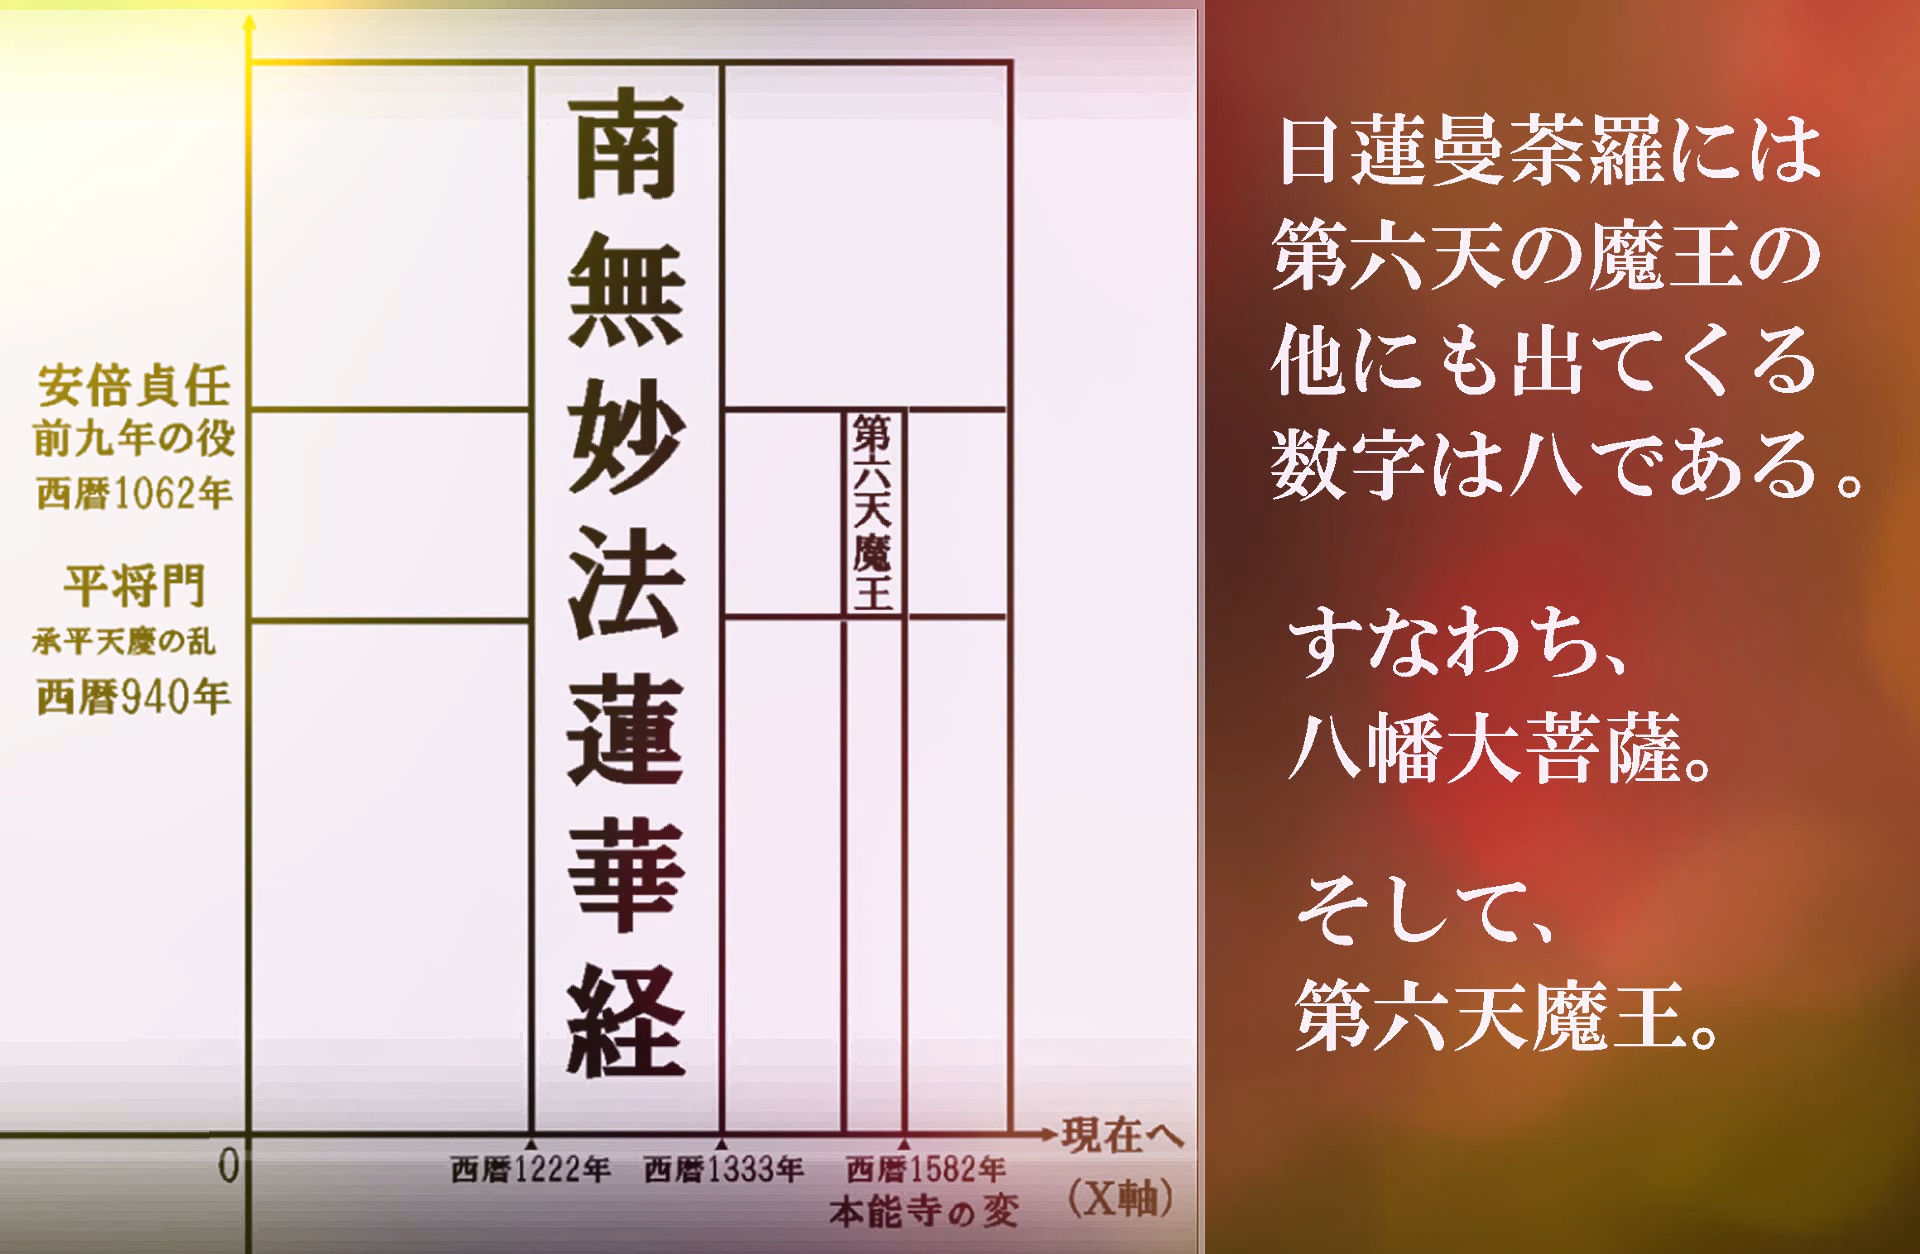 南無妙法蓮華経
第六天魔王
安倍貞任
前九年の役
西暦1062年
平将門
承平天慶の乱
西暦940年
0
西暦1222年
西暦1333年
西暦1582年
本能寺の変
現在へ
(X軸)
日蓮曼荼羅には
第六天の魔王の
他にも出てくる
数字は八である。
すなわち、
八幡大菩薩。
そして、
第六天魔王。